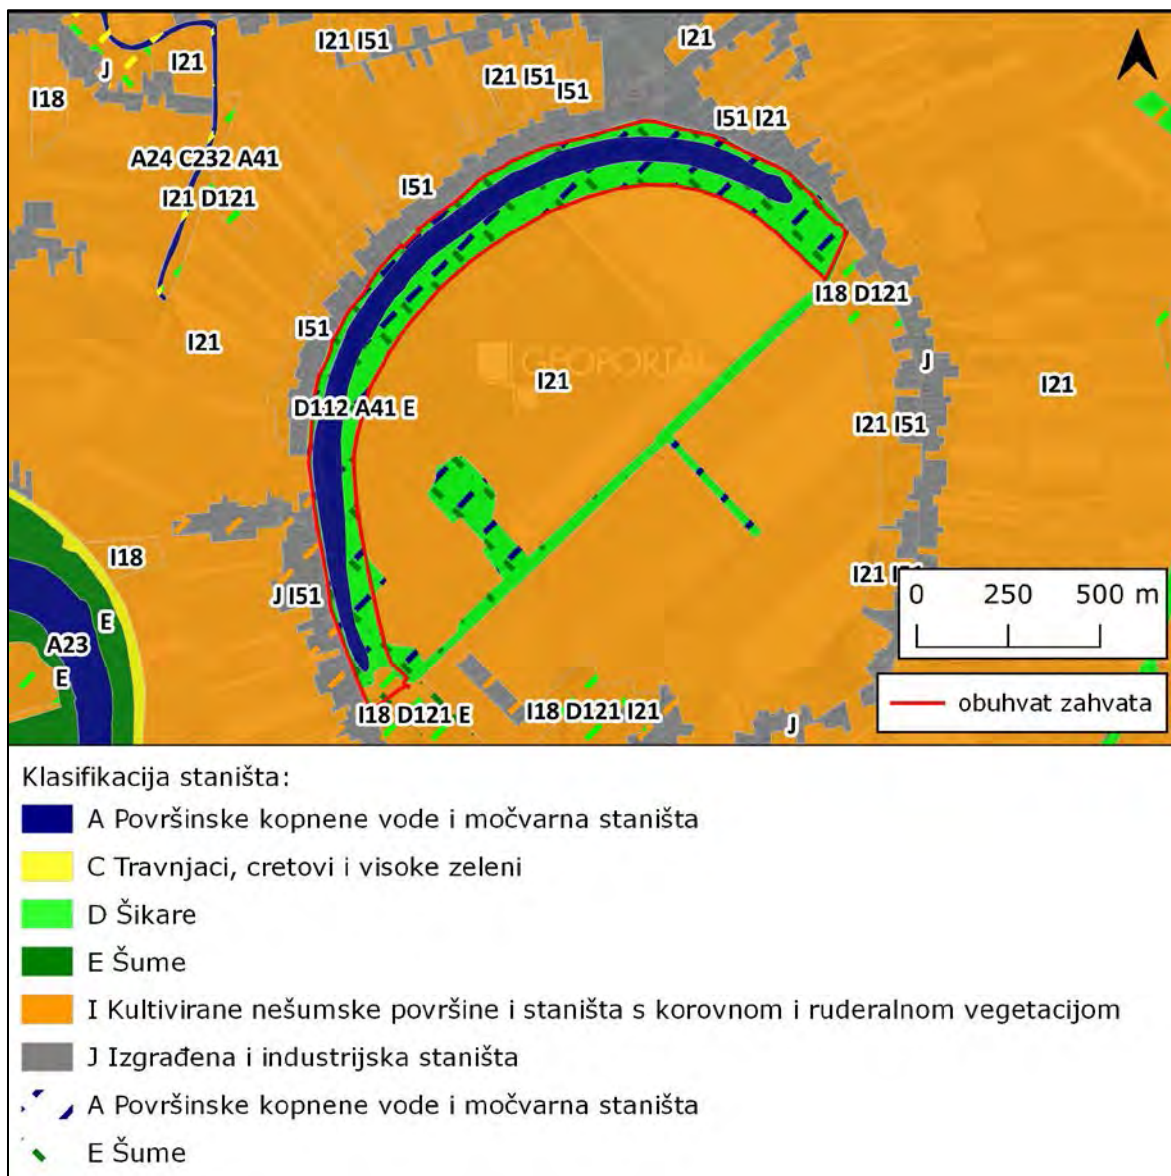 I21 I51
I21
J
I21
I18
I21 I51
I51
I51 I21
A24 C232 A41
I21 D121
I51
I18 D121
I51
I21
GEOPORTAL
I21
J
I21
D112 A41 E
I21 I51
I18
J I51
E
A23
E
I18 D121 E
I18 D121 I21
J
0 250 500 m
obuhvat zahvata
Klasifikacija staništa:
A Površinske kopnene vode i močvarna staništa
C Travnjaci, cretovi i visoke zeleni
D Šikare
E Šume
I Kultivirane nešumske površine i staništa s korovnom i ruderalnom vegetacijom
J Izgrađena i industrijska staništa
A Površinske kopnene vode i močvarna staništa
E Šume